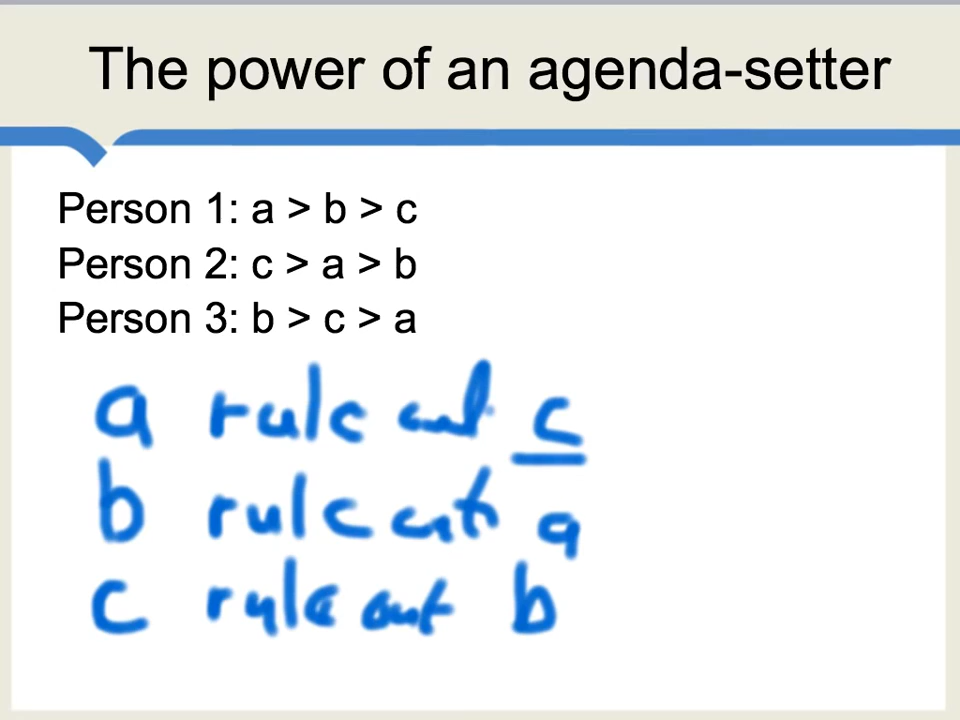 The power of an agenda-setter
Person 1: a > b > c
Person 2: c > a > b
Person 3: b > c > a
a rule out c
b rule out a
c rule out b